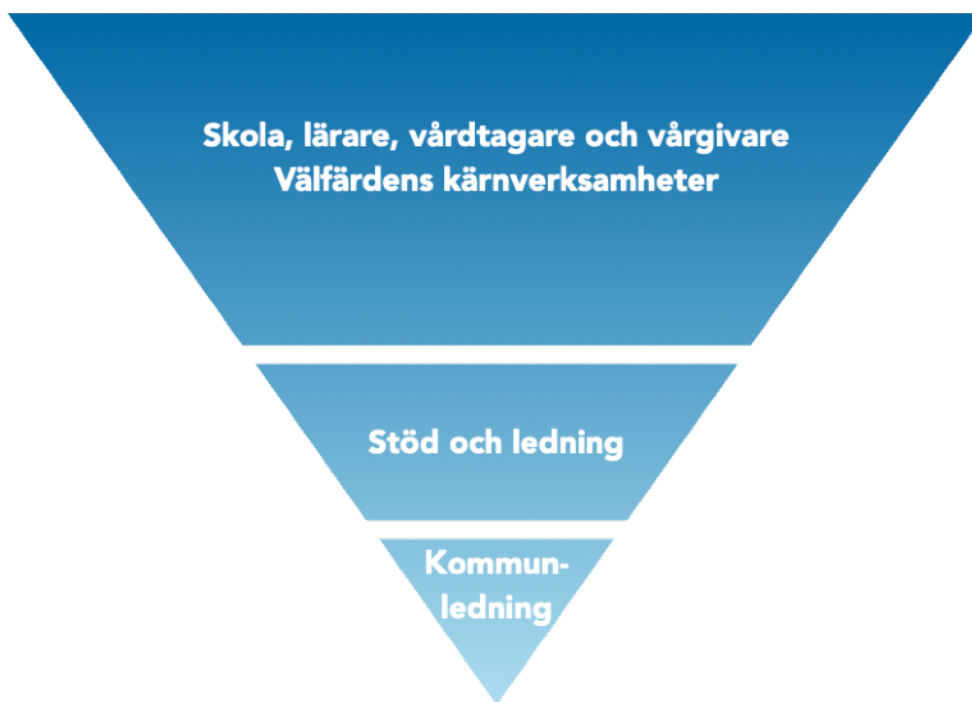 Skola, lärare, vårdtagare och vårgivare
Välfärdens kärnverksamheter
Stöd och ledning
Kommun-
ledning